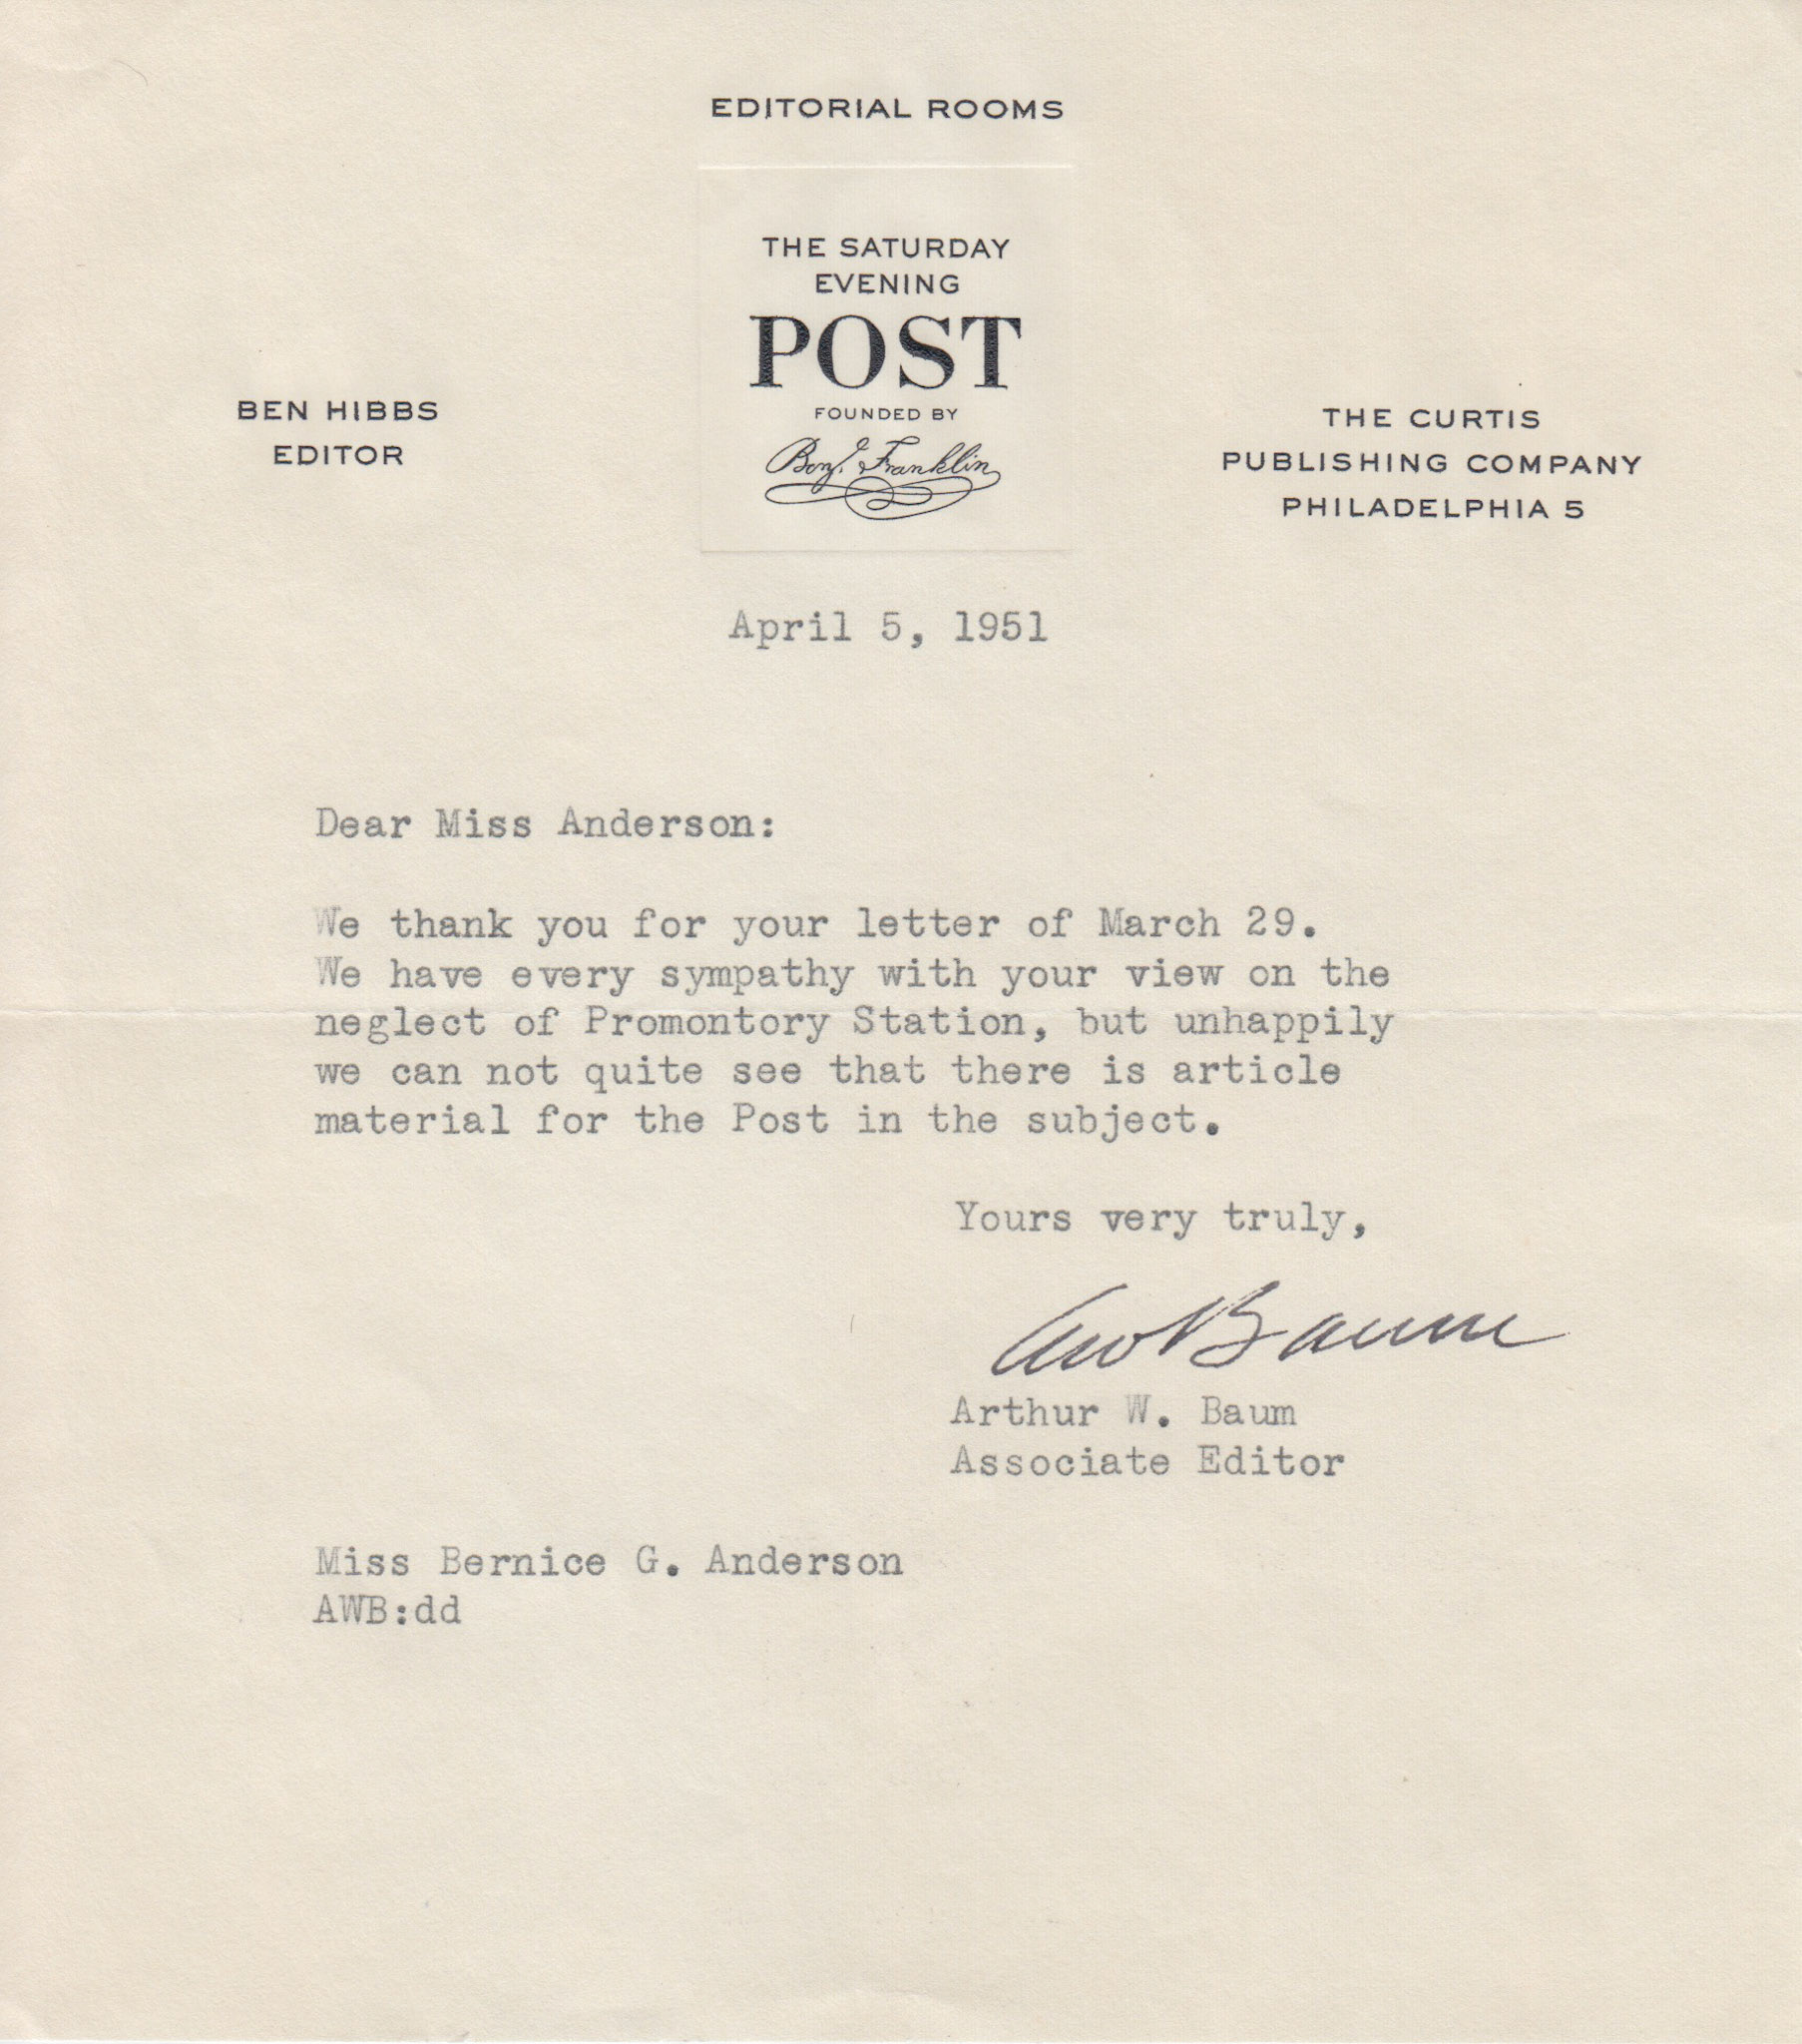 EDITORIAL ROOMS
THE SATURDAY
EVENING
POST
FOUNDED BY
Benj. Franklin
BEN HIBBS
EDITOR
THE CURTIS
PUBLISHING COMPANY
PHILADELPHIA 5
April 5, 1951
Dear Miss Anderson:
We thank you for your letter of March 29.
We have every sympathy with your view on the
neglect of Promontory Station, but unhappily
we can not quite see that there is article
material for the Post in the subject.
Yours very truly,
AWBaum
Arthur W. Baum
Associate Editor
Miss Bernice G. Anderson
AWB:dd